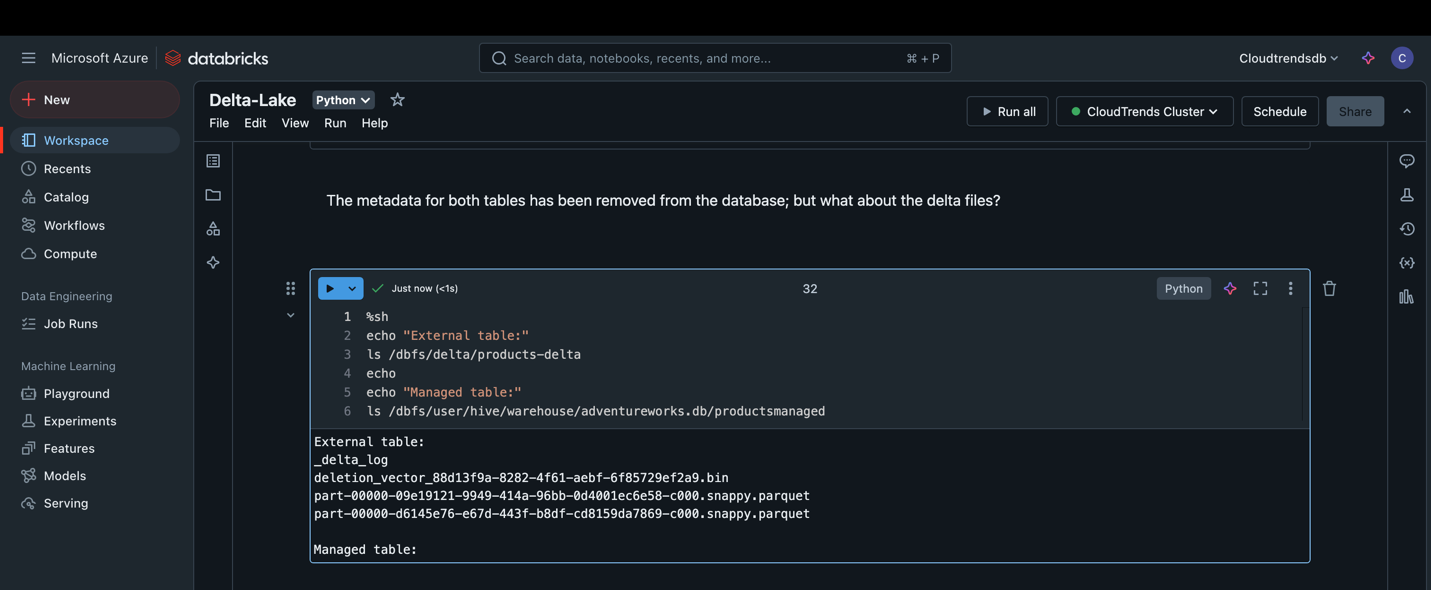 Microsoft Azure databricks
Search data, notebooks, recents, and more... ⌘ + P
Cloudtrendsdb
C
New
Workspace
Recents
Catalog
Workflows
Compute
Data Engineering
Job Runs
Machine Learning
Playground
Experiments
Features
Models
Serving
Delta-Lake Python
File Edit View Run Help
Run all CloudTrends Cluster Schedule Share
The metadata for both tables has been removed from the database; but what about the delta files?
Just now (<1s) 32 Python
1 %sh
2 echo "External table:"
3 ls /dbfs/delta/products-delta
4 echo
5 echo "Managed table:"
6 ls /dbfs/user/hive/warehouse/adventureworks.db/productsmanaged
External table:
_delta_log
deletion_vector_88d13f9a-8282-4f61-aebf-6f85729ef2a9.bin
part-00000-09e19121-9949-414a-96bb-0d4001ec6e58-c000.snappy.parquet
part-00000-d6145e76-e67d-443f-b8df-cd8159da7869-c000.snappy.parquet
Managed table: